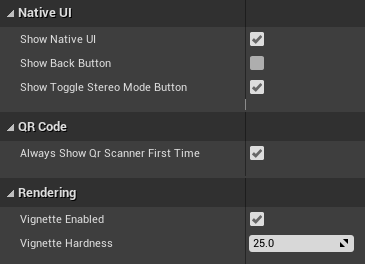 Native UI
Show Native UI
Show Back Button
Show Toggle Stereo Mode Button
QR Code
Always Show Qr Scanner First Time
Rendering
Vignette Enabled
Vignette Hardness 25.0